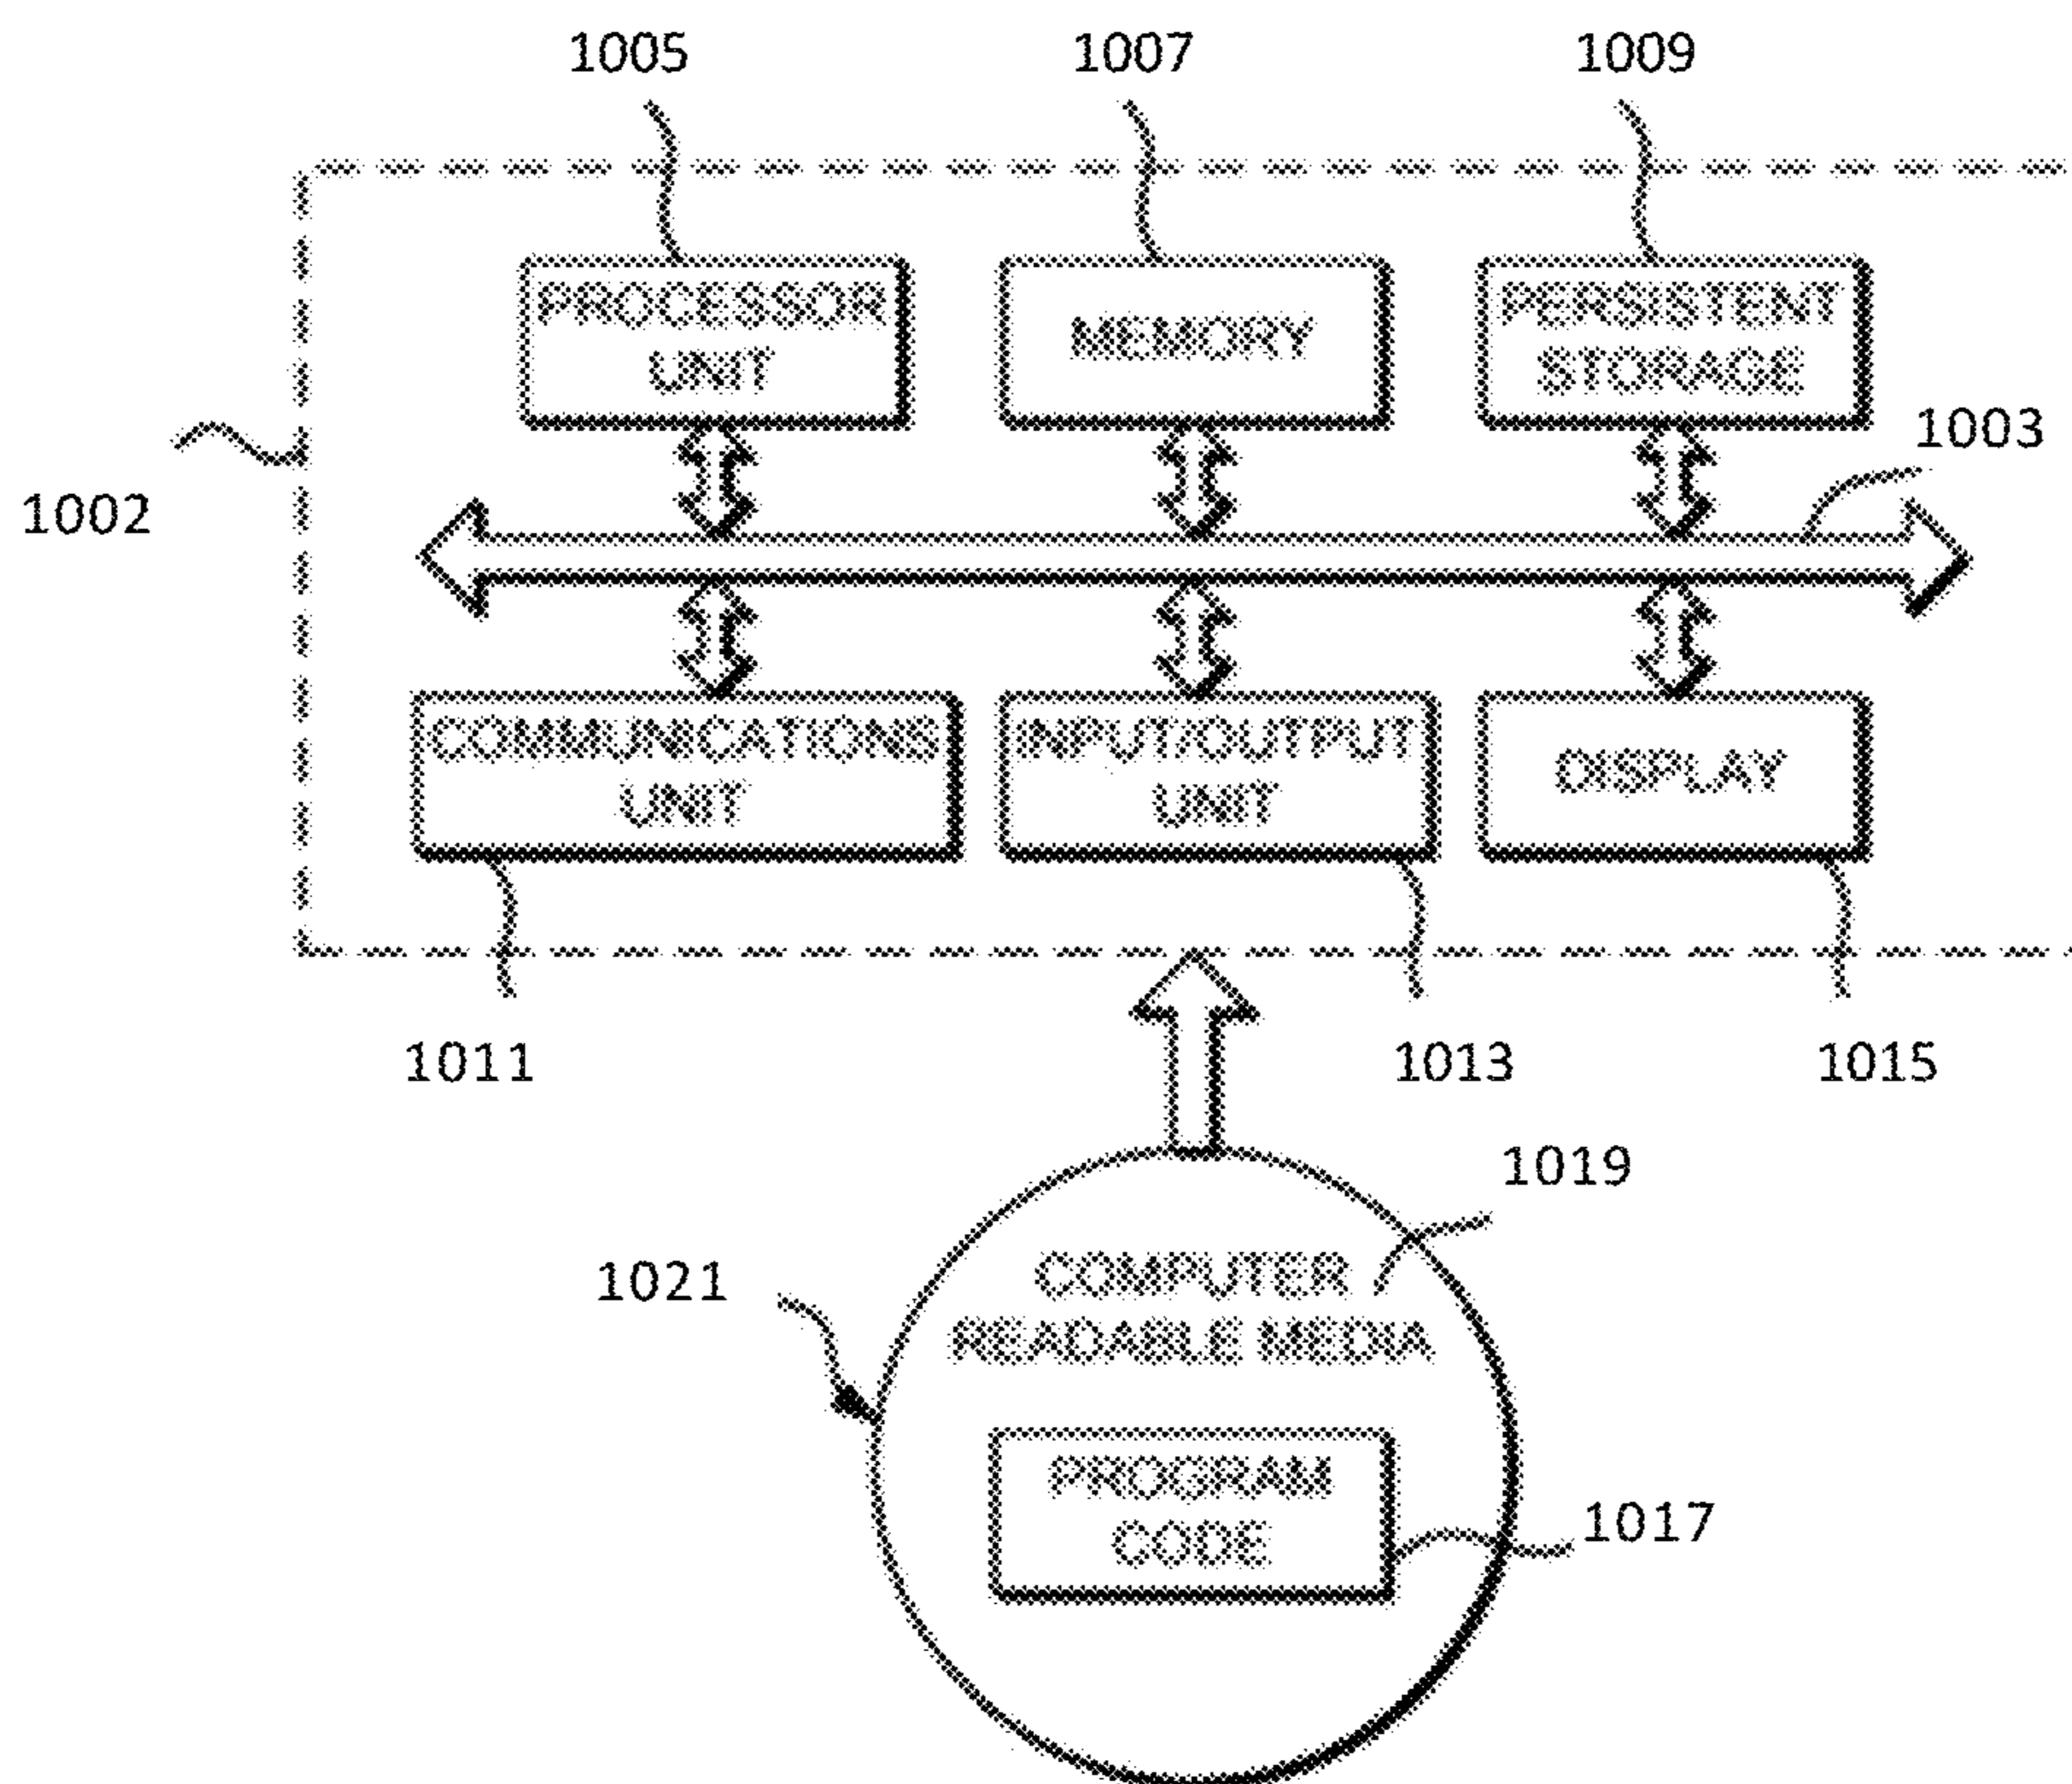 1005
1007
1009
PROCESSOR
UNIT
MEMORY
PERSISTENT
STORAGE
1003
1002
COMMUNICATIONS
UNIT
INPUT/OUTPUT
UNIT
DISPLAY
1011
1013
1015
1019
COMPUTER
READABLE MEDIA
1021
PROGRAM
CODE
1017